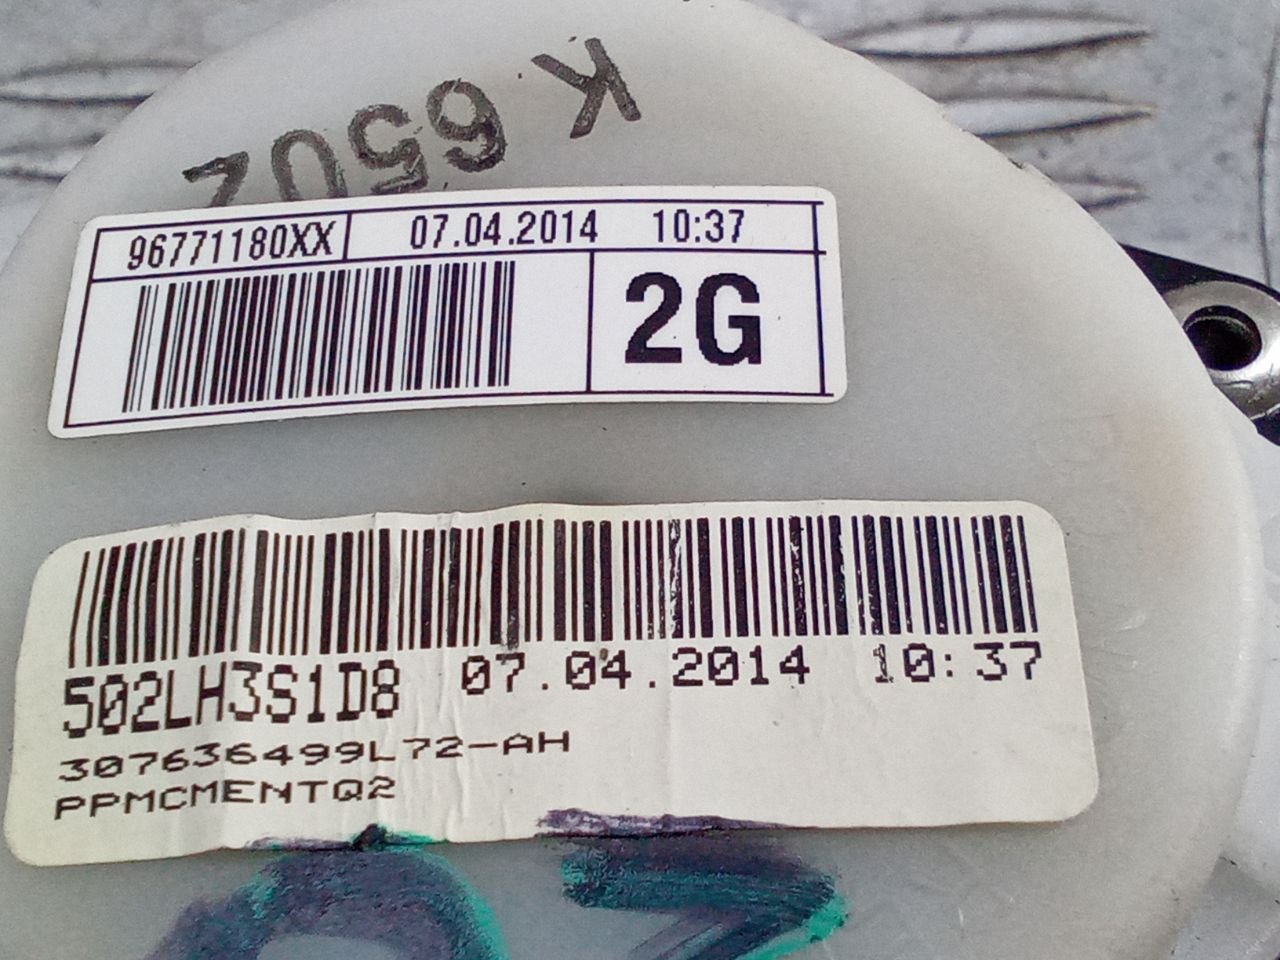 K 650Z
96771180XX 07.04.2014 10:37
2G
502LH3S1D8 07.04.2014 10:37
307636499L72-AH
PPMCMENTQ2